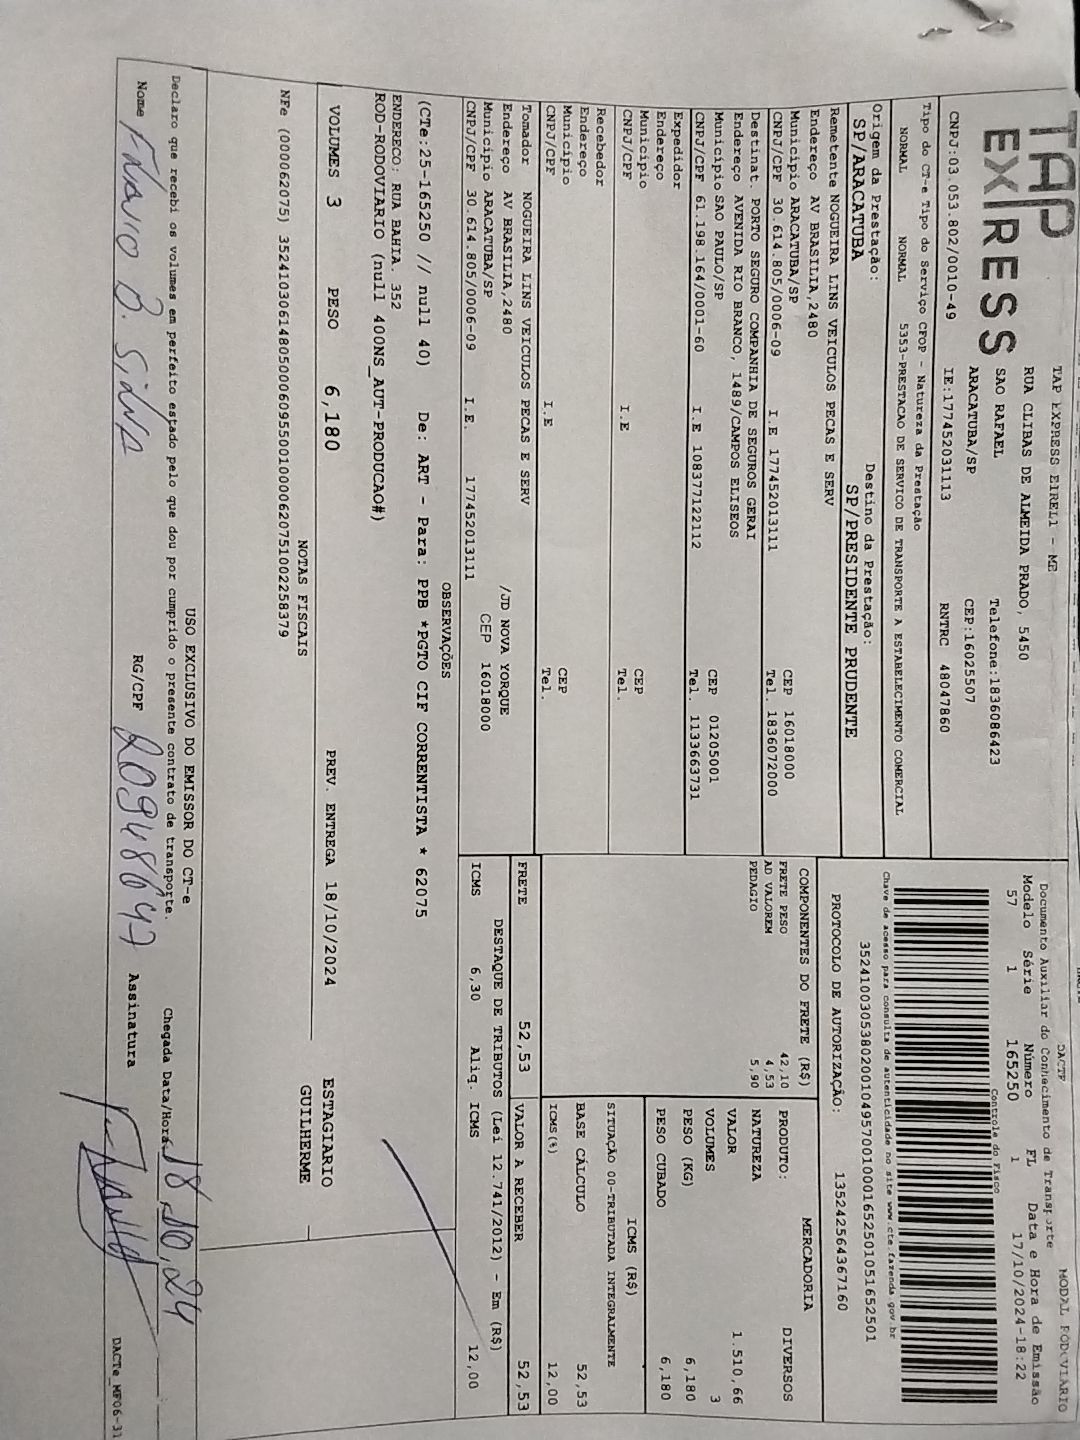 TAP
EXPRESS
TAP EXPRESS EIRELI - ME
RUA CLIBAS DE ALMEIDA PRADO, 5450
SAO RAFAEL Telefone:1836086423
ARACATUBA/SP CEP:16025507
CNPJ:03.053.802/0010-49 IE:177452031113 RNTRC 48047860
DACTE MODAL RODOVIÁRIO
Documento Auxiliar do Conhecimento de Transporte
Modelo Série Número FL Data e Hora de Emissão
57 1 165250 1 17/10/2024-18:22
Controle do Fisco
Chave de acesso para consulta de autenticidade no site www.cte.fazenda.gov.br
35241003053802001049570010001652501051652501
PROTOCOLO DE AUTORIZAÇÃO: 135242564367160
Tipo do CT-e Tipo do Serviço CFOP - Natureza da Prestação
NORMAL NORMAL 5353-PRESTACAO DE SERVICO DE TRANSPORTE A ESTABELECIMENTO COMERCIAL
Origem da Prestação: Destino da Prestação:
SP/ARACATUBA SP/PRESIDENTE PRUDENTE
Remetente NOGUEIRA LINS VEICULOS PECAS E SERV
Endereço AV BRASILIA,2480
Municipio ARACATUBA/SP CEP 16018000
CNPJ/CPF 30.614.805/0006-09 I.E 177452013111 Tel. 1836072000
Destinat. PORTO SEGURO COMPANHIA DE SEGUROS GERAI
Endereço AVENIDA RIO BRANCO, 1489/CAMPOS ELISEOS
Municipio SAO PAULO/SP CEP 01205001
CNPJ/CPF 61.198.164/0001-60 I.E 108377122112 Tel. 1133663731
Expedidor
Endereço
Municipio CEP
CNPJ/CPF I.E Tel.
Recebedor
Endereço
Municipio CEP
CNPJ/CPF I.E Tel.
Tomador NOGUEIRA LINS VEICULOS PECAS E SERV
Endereço AV BRASILIA,2480 /JD NOVA YORQUE
Municipio ARACATUBA/SP CEP 16018000
CNPJ/CPF 30.614.805/0006-09 I.E. 177452013111
COMPONENTES DO FRETE (R$)
FRETE PESO 42,10
AD VALOREM 4,53
PEDAGIO 5,90
MERCADORIA
PRODUTO: DIVERSOS
NATUREZA
VALOR 1.510,66
VOLUMES 3
PESO (KG) 6,180
PESO CUBADO 6,180
ICMS (R$)
SITUAÇÃO 00-TRIBUTADA INTEGRALMENTE
BASE CÁLCULO 52,53
ICMS(%) 12,00
FRETE 52,53 VALOR A RECEBER 52,53
DESTAQUE DE TRIBUTOS (Lei 12.741/2012) - Em (R$)
ICMS 6,30 Aliq. ICMS 12,00
OBSERVAÇÕES
(CTe:25-165250 // null 40) De: ART - Para: PPB *PGTO CIF CORRENTISTA * 62075
ENDERECO: RUA BAHIA. 352
ROD-RODOVIARIO (null 400NS_AUT-PRODUCAO#)
VOLUMES 3 PESO 6,180 PREV. ENTREGA 18/10/2024 ESTAGIARIO
GUILHERME
NOTAS FISCAIS
NFe (000062075) 35241030614805000609550010000620751002258379
USO EXCLUSIVO DO EMISSOR DO CT-e
Declaro que recebi os volumes em perfeito estado pelo que dou por cumprido o presente contrato de transporte. Chegada Data/Hora 18,10,24
Nome Flávio D. Silva RG/CPF 20948647 Assinatura
DACTe_MF06-31